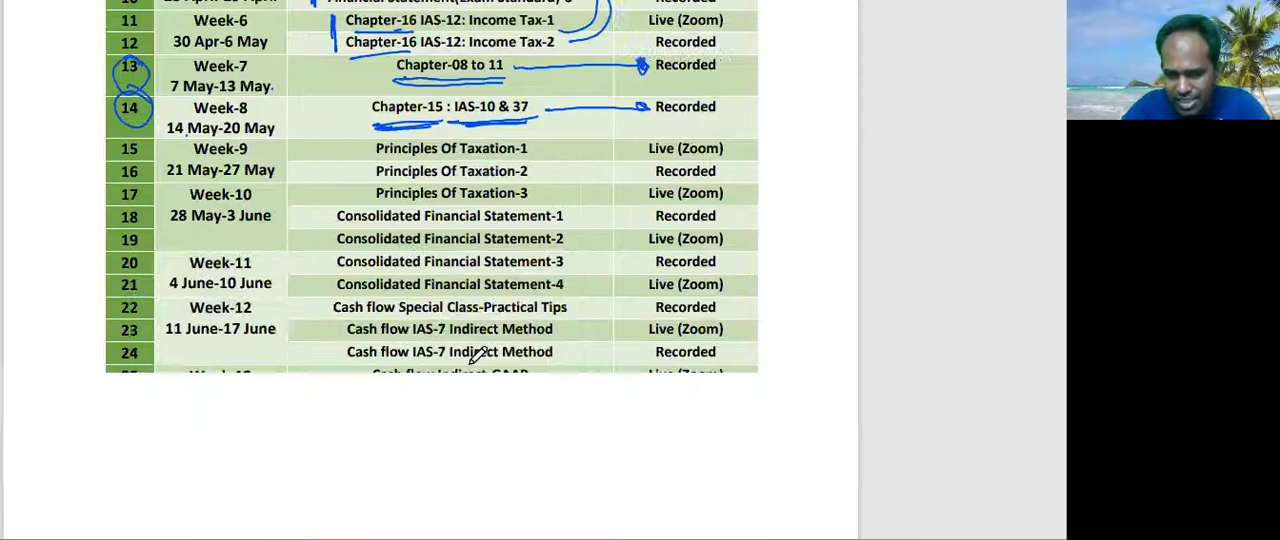 11 Week-6 Chapter-16 IAS-12: Income Tax-1 Live (Zoom)
12 30 Apr-6 May Chapter-16 IAS-12: Income Tax-2 Recorded
13 Week-7 Chapter-08 to 11 Recorded
7 May-13 May
14 Week-8 Chapter-15 : IAS-10 & 37 Recorded
14 May-20 May
15 Week-9 Principles Of Taxation-1 Live (Zoom)
16 21 May-27 May Principles Of Taxation-2 Recorded
17 Week-10 Principles Of Taxation-3 Live (Zoom)
18 28 May-3 June Consolidated Financial Statement-1 Recorded
19 Consolidated Financial Statement-2 Live (Zoom)
20 Week-11 Consolidated Financial Statement-3 Recorded
21 4 June-10 June Consolidated Financial Statement-4 Live (Zoom)
22 Week-12 Cash flow Special Class-Practical Tips Recorded
23 11 June-17 June Cash flow IAS-7 Indirect Method Live (Zoom)
24 Cash flow IAS-7 Indirect Method Recorded